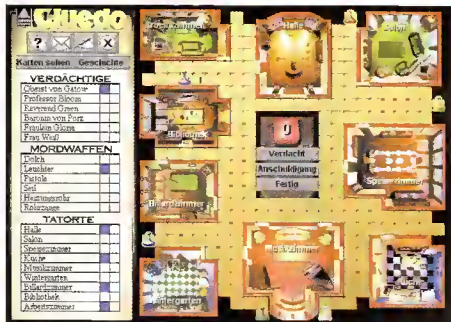 Cluedo
? X
Karten sehen Geschichte
VERDÄCHTIGE
Oberst von Gatow
Professor Bloom
Reverend Green
Baronin von Porz
Fräulein Gloria
Frau Weiß
MORDWAFFEN
Dolch
Leuchter
Pistole
Seil
Heizungsrohr
Rohrzange
TATORTE
Halle
Salon
Speisezimmer
Küche
Musikzimmer
Wintergarten
Billardzimmer
Bibliothek
Arbeitszimmer
Halle
Salon
Bibliothek
Billardzimmer
Speisezimmer
0
Verdacht
Anschuldigung
Fertig
Musikzimmer
Wintergarten